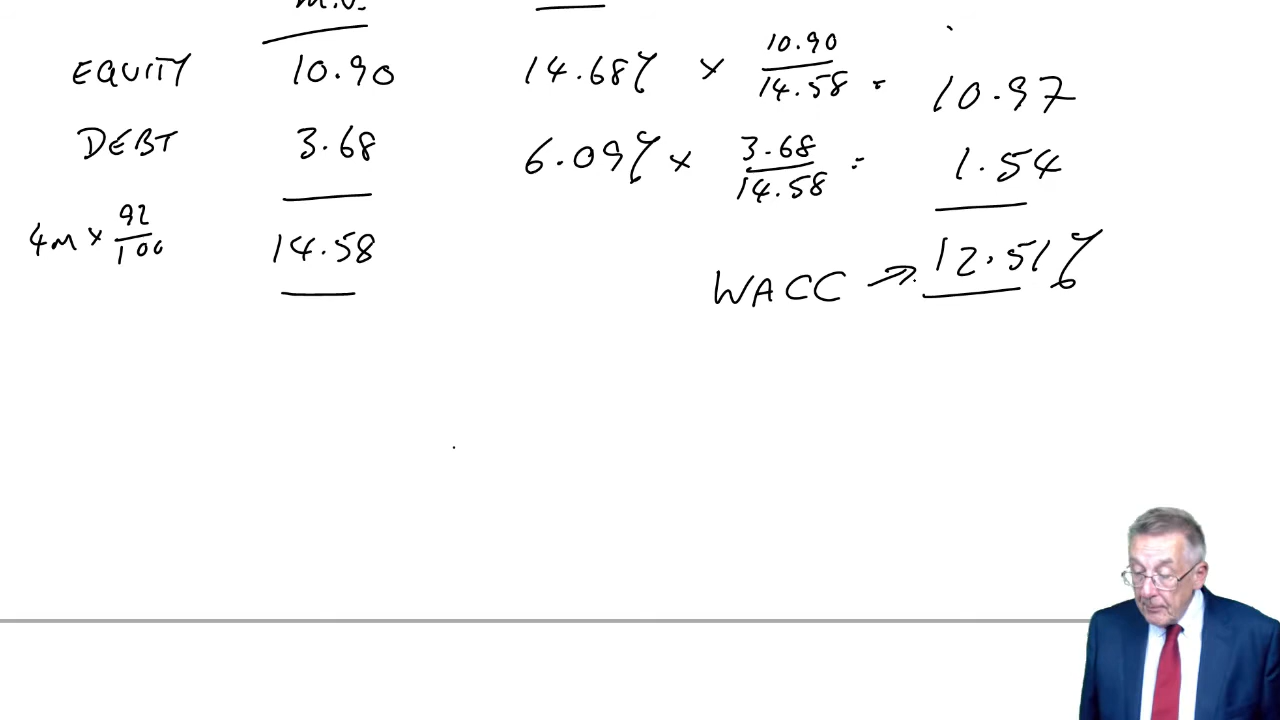 M.V.
EQUITY 10.90 14.68% × 10.90/14.58 = 10.97
DEBT 3.68 6.09% × 3.68/14.58 = 1.54
4m × 92/100 14.58 WACC → 12.51%